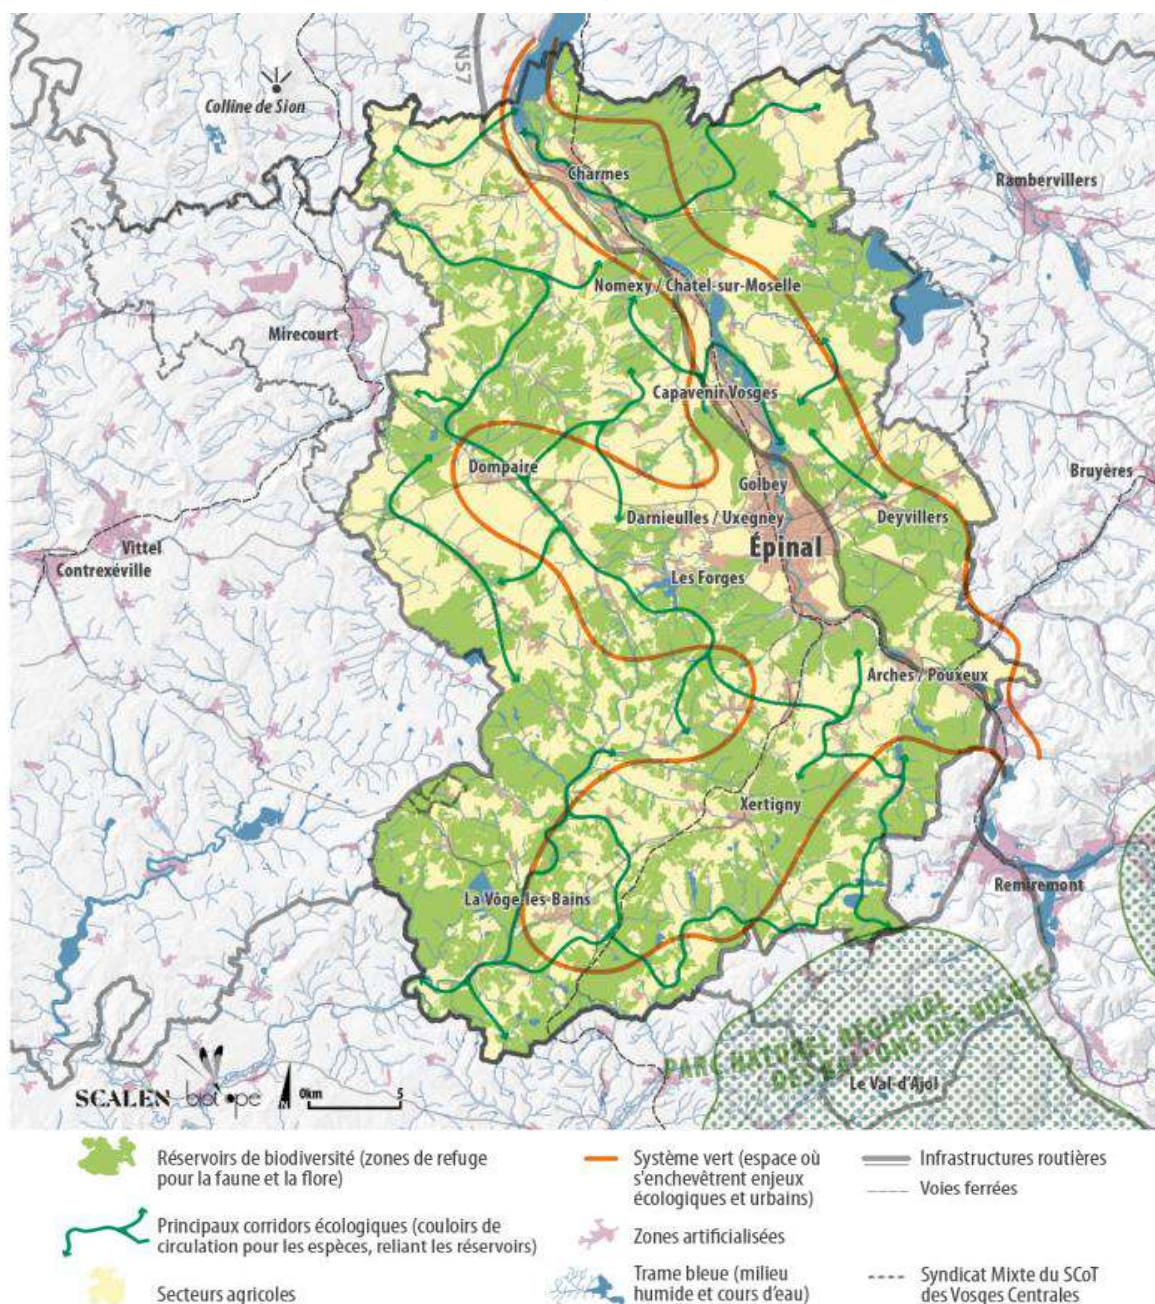 N57
Colline de Sion
Charmes
Rambervillers
Nomexy / Châtel-sur-Moselle
Mirecourt
Capavenir Vosges
Bruyères
Dompaire
Golbey
Darnieulles / Uxegney
Deyvillers
Vittel
Épinal
Contrexéville
Les Forges
Arches / Pouxeux
Xertigny
La Vôge-les-Bains
Remiremont
PARC NATUREL RÉGIONAL
DES BALLONS DES VOSGES
Le Val-d'Ajol
SCALEN biotope N 0km 5
Réservoirs de biodiversité (zones de refuge
pour la faune et la flore)
Principaux corridors écologiques (couloirs de
circulation pour les espèces, reliant les réservoirs)
Secteurs agricoles
Système vert (espace où
s'enchevêtrent enjeux
écologiques et urbains)
Zones artificialisées
Trame bleue (milieu
humide et cours d'eau)
Infrastructures routières
Voies ferrées
Syndicat Mixte du SCoT
des Vosges Centrales